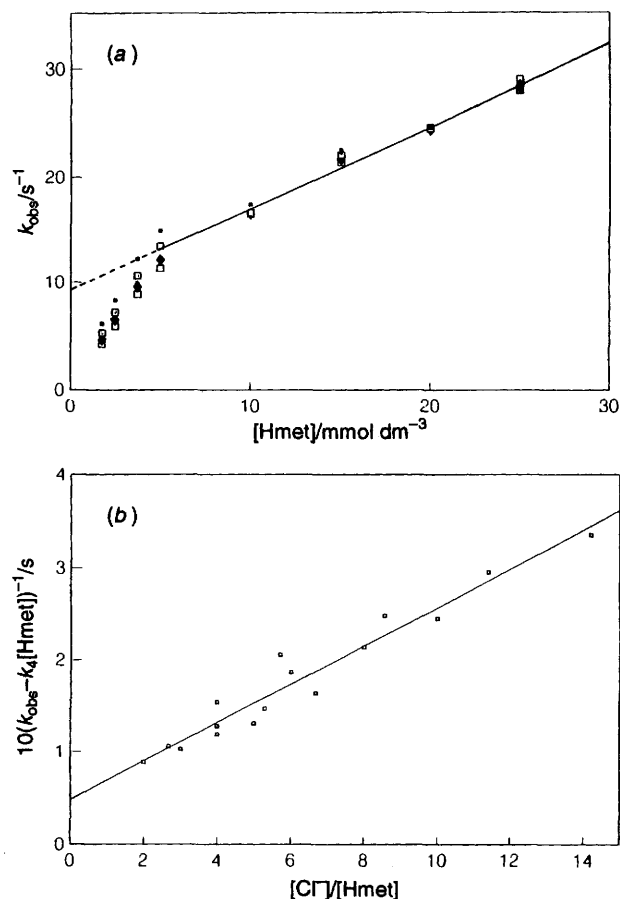 (a)
30
20
10
0
k_obs/s⁻¹
0 10 20 30
[Hmet]/mmol dm⁻³
(b)
4
3
2
1
0
10(k_obs–k₄[Hmet])⁻¹/s
0 2 4 6 8 10 12 14
[Cl⁻]/[Hmet]